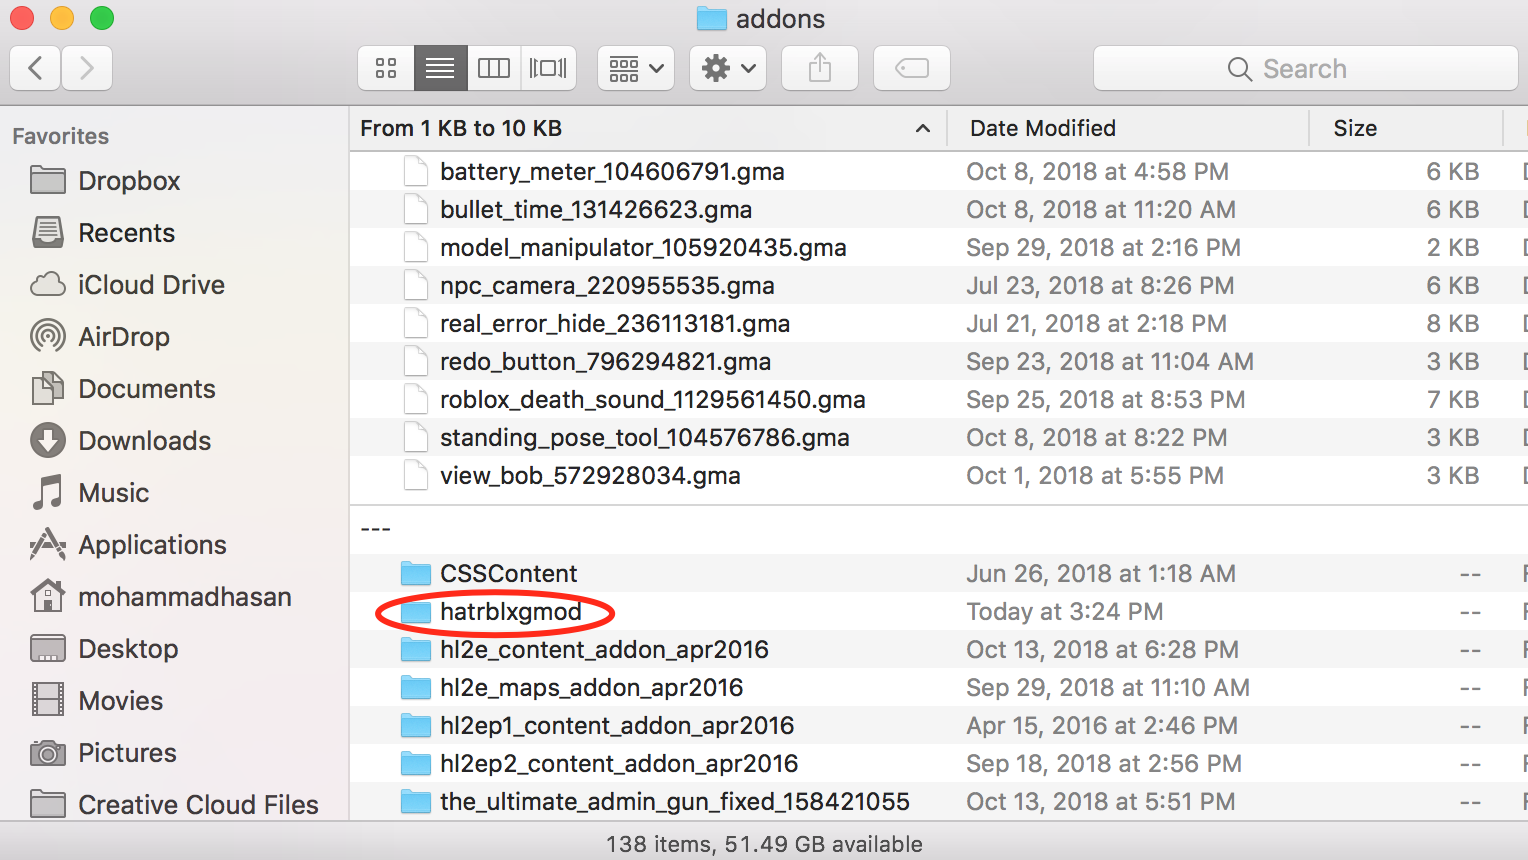 addons
Search
Favorites
Dropbox
Recents
iCloud Drive
AirDrop
Documents
Downloads
Music
Applications
mohammadhasan
Desktop
Movies
Pictures
Creative Cloud Files
From 1 KB to 10 KB Date Modified Size
battery_meter_104606791.gma Oct 8, 2018 at 4:58 PM 6 KB
bullet_time_131426623.gma Oct 8, 2018 at 11:20 AM 6 KB
model_manipulator_105920435.gma Sep 29, 2018 at 2:16 PM 2 KB
npc_camera_220955535.gma Jul 23, 2018 at 8:26 PM 6 KB
real_error_hide_236113181.gma Jul 21, 2018 at 2:18 PM 8 KB
redo_button_796294821.gma Sep 23, 2018 at 11:04 AM 3 KB
roblox_death_sound_1129561450.gma Sep 25, 2018 at 8:53 PM 7 KB
standing_pose_tool_104576786.gma Oct 8, 2018 at 8:22 PM 3 KB
view_bob_572928034.gma Oct 1, 2018 at 5:55 PM 3 KB
---
CSSContent Jun 26, 2018 at 1:18 AM --
hatrblxgmod Today at 3:24 PM --
hl2e_content_addon_apr2016 Oct 13, 2018 at 6:28 PM --
hl2e_maps_addon_apr2016 Sep 29, 2018 at 11:10 AM --
hl2ep1_content_addon_apr2016 Apr 15, 2016 at 2:46 PM --
hl2ep2_content_addon_apr2016 Sep 18, 2018 at 2:56 PM --
the_ultimate_admin_gun_fixed_158421055 Oct 13, 2018 at 5:51 PM --
138 items, 51.49 GB available